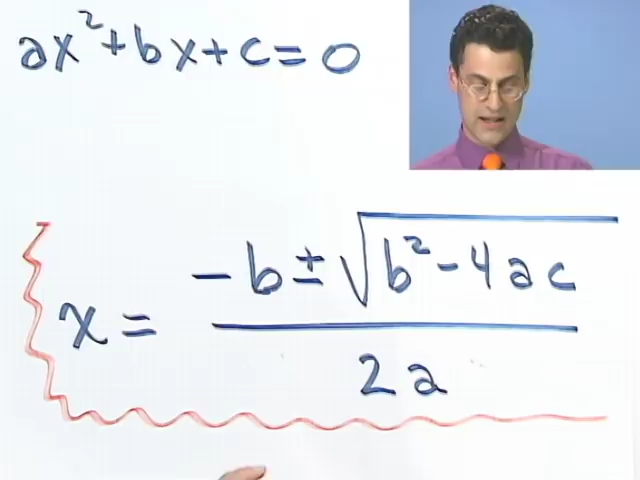 ax²+bx+c=0
x = -b ± √b²-4ac
2a